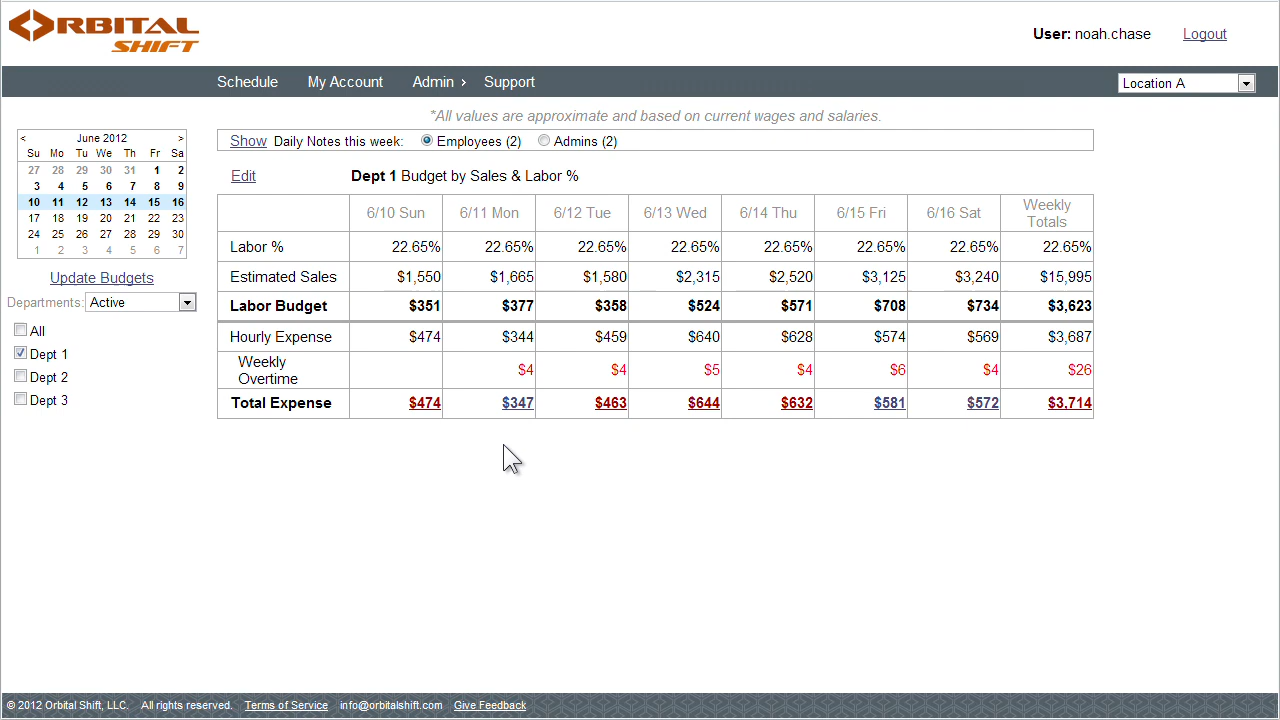 ORBITAL
SHIFT
User: noah.chase Logout
Schedule My Account Admin › Support
Location A
*All values are approximate and based on current wages and salaries.
< June 2012 >
Su Mo Tu We Th Fr Sa
27 28 29 30 31 1 2
3 4 5 6 7 8 9
10 11 12 13 14 15 16
17 18 19 20 21 22 23
24 25 26 27 28 29 30
1 2 3 4 5 6 7
Update Budgets
Departments: Active
All
Dept 1
Dept 2
Dept 3
Show Daily Notes this week: Employees (2) Admins (2)
Edit Dept 1 Budget by Sales & Labor %
6/10 Sun 6/11 Mon 6/12 Tue 6/13 Wed 6/14 Thu 6/15 Fri 6/16 Sat Weekly Totals
Labor % 22.65% 22.65% 22.65% 22.65% 22.65% 22.65% 22.65% 22.65%
Estimated Sales $1,550 $1,665 $1,580 $2,315 $2,520 $3,125 $3,240 $15,995
Labor Budget $351 $377 $358 $524 $571 $708 $734 $3,623
Hourly Expense $474 $344 $459 $640 $628 $574 $569 $3,687
Weekly Overtime $4 $4 $5 $4 $6 $4 $26
Total Expense $474 $347 $463 $644 $632 $581 $572 $3,714
© 2012 Orbital Shift, LLC. All rights reserved. Terms of Service info@orbitalshift.com Give Feedback